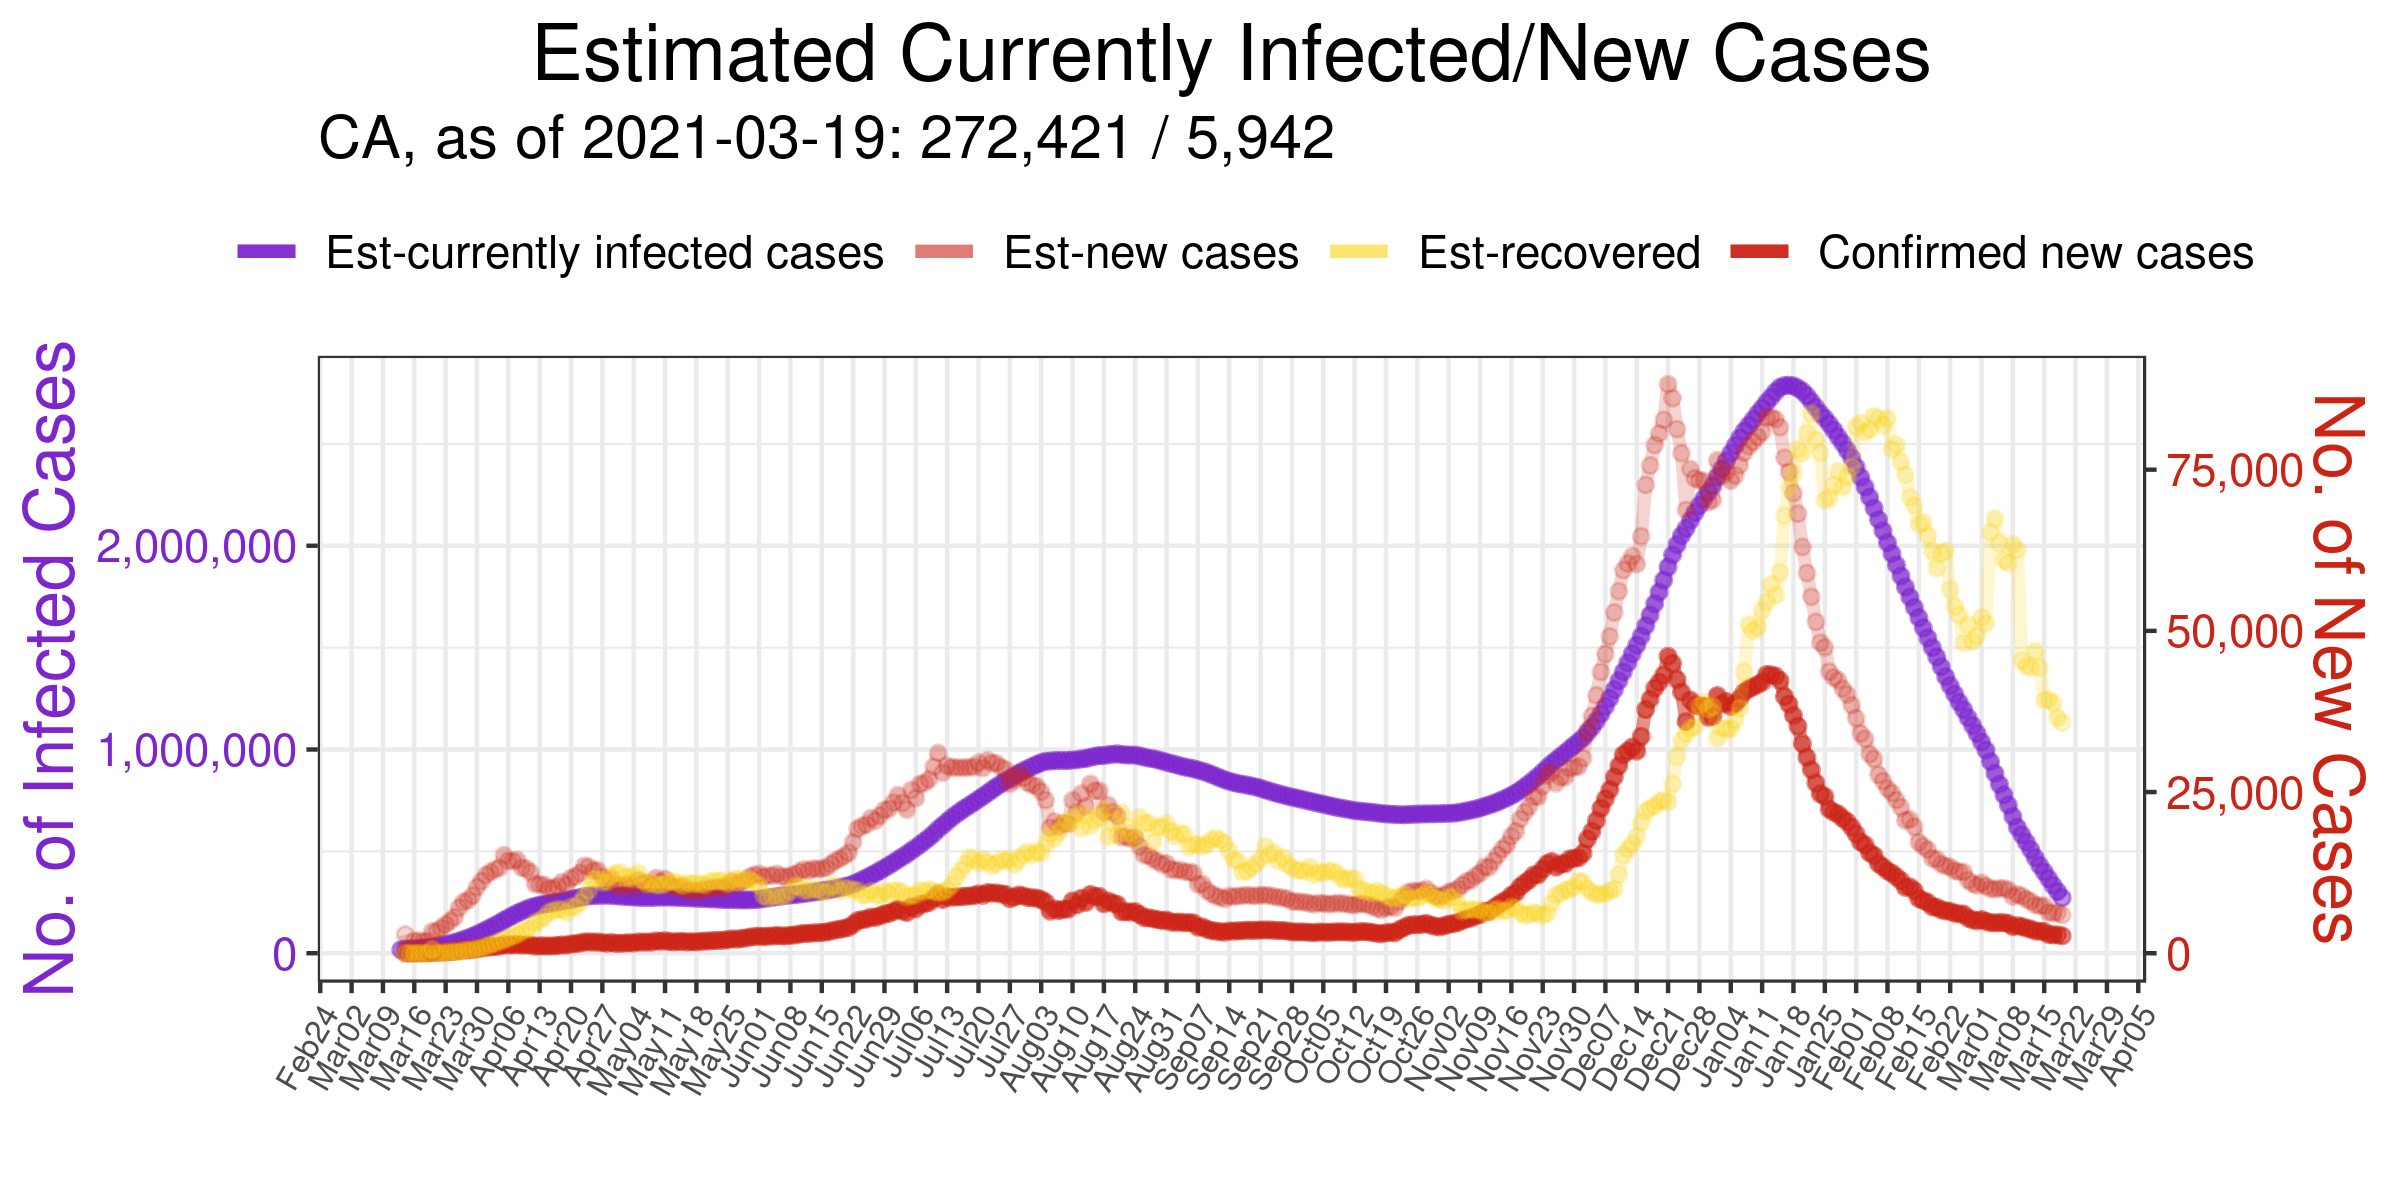 Estimated Currently Infected/New Cases
CA, as of 2021-03-19: 272,421 / 5,942
Est-currently infected cases Est-new cases Est-recovered Confirmed new cases
No. of Infected Cases
2,000,000
1,000,000
0
75,000
50,000
25,000
0
No. of New Cases
Feb24 Mar02 Mar09 Mar16 Mar23 Mar30 Apr06 Apr13 Apr20 Apr27 May04 May11 May18 May25 Jun01 Jun08 Jun15 Jun22 Jun29 Jul06 Jul13 Jul20 Jul27 Aug03 Aug10 Aug17 Aug24 Aug31 Sep07 Sep14 Sep21 Sep28 Oct05 Oct12 Oct19 Oct26 Nov02 Nov09 Nov16 Nov23 Nov30 Dec07 Dec14 Dec21 Dec28 Jan04 Jan11 Jan18 Jan25 Feb01 Feb08 Feb15 Feb22 Mar01 Mar08 Mar15 Mar22 Mar29 Apr05